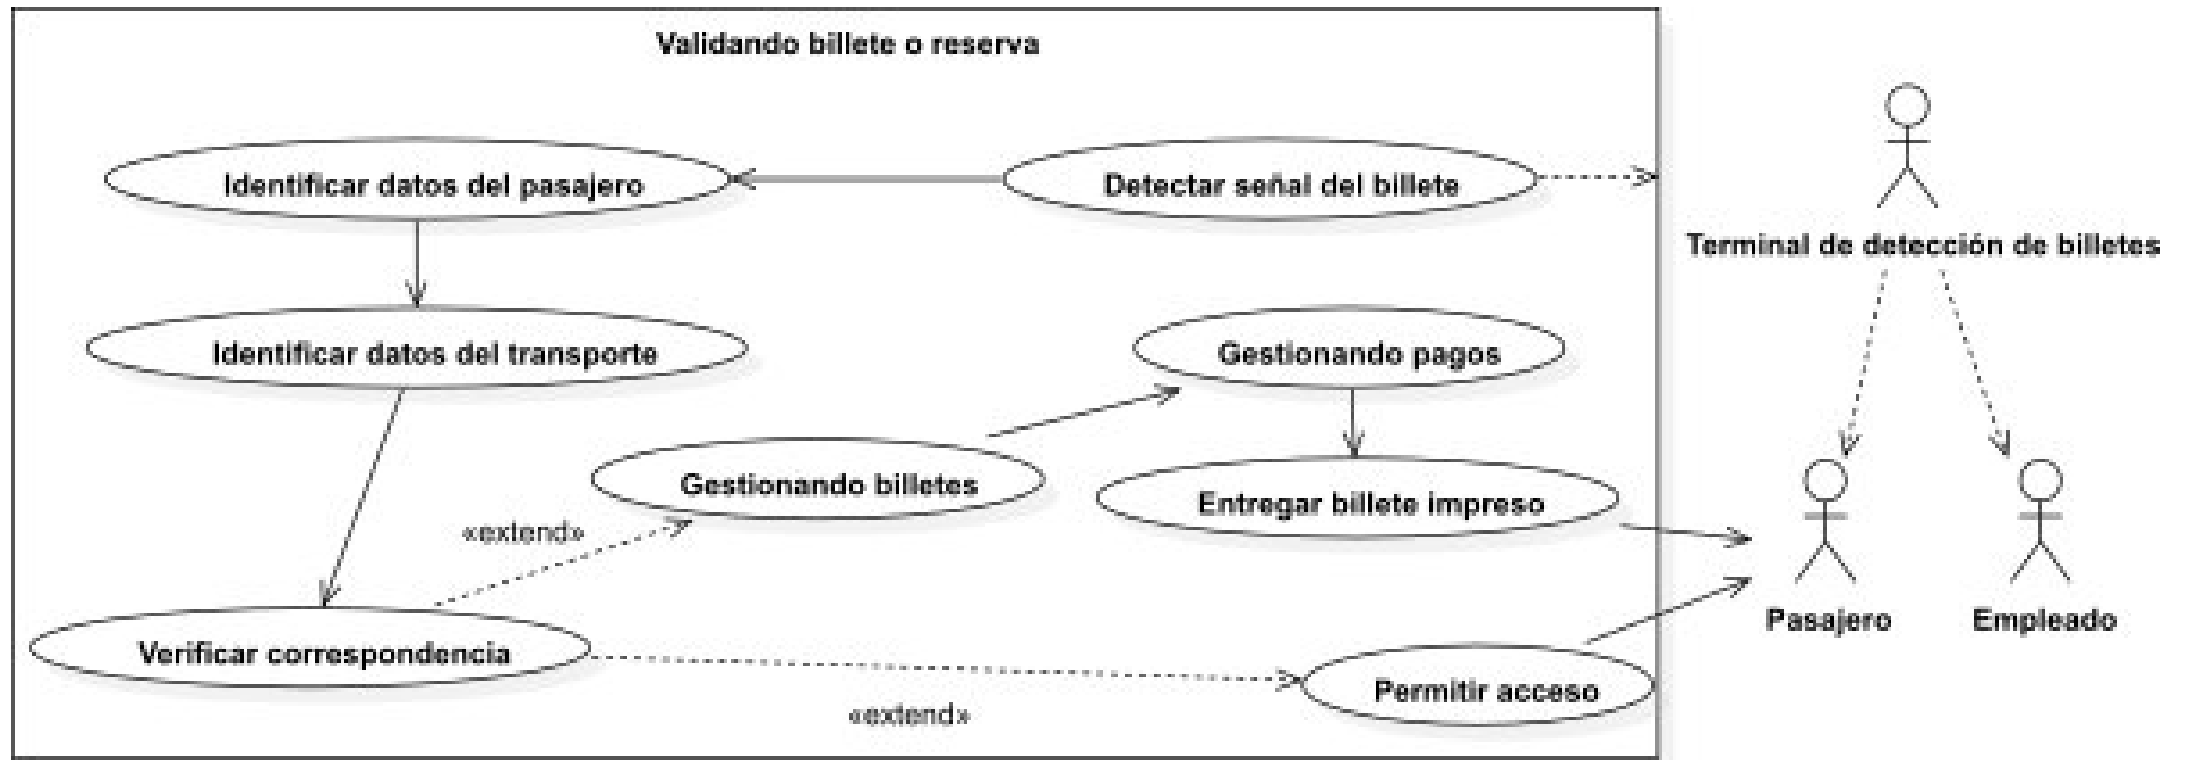 Validando billete o reserva
Identificar datos del pasajero
Detectar señal del billete
Terminal de detección de billetes
Identificar datos del transporte
Gestionando pagos
Gestionando billetes
Entregar billete impreso
«extend»
Pasajero
Empleado
Verificar correspondencia
Permitir acceso
«extend»